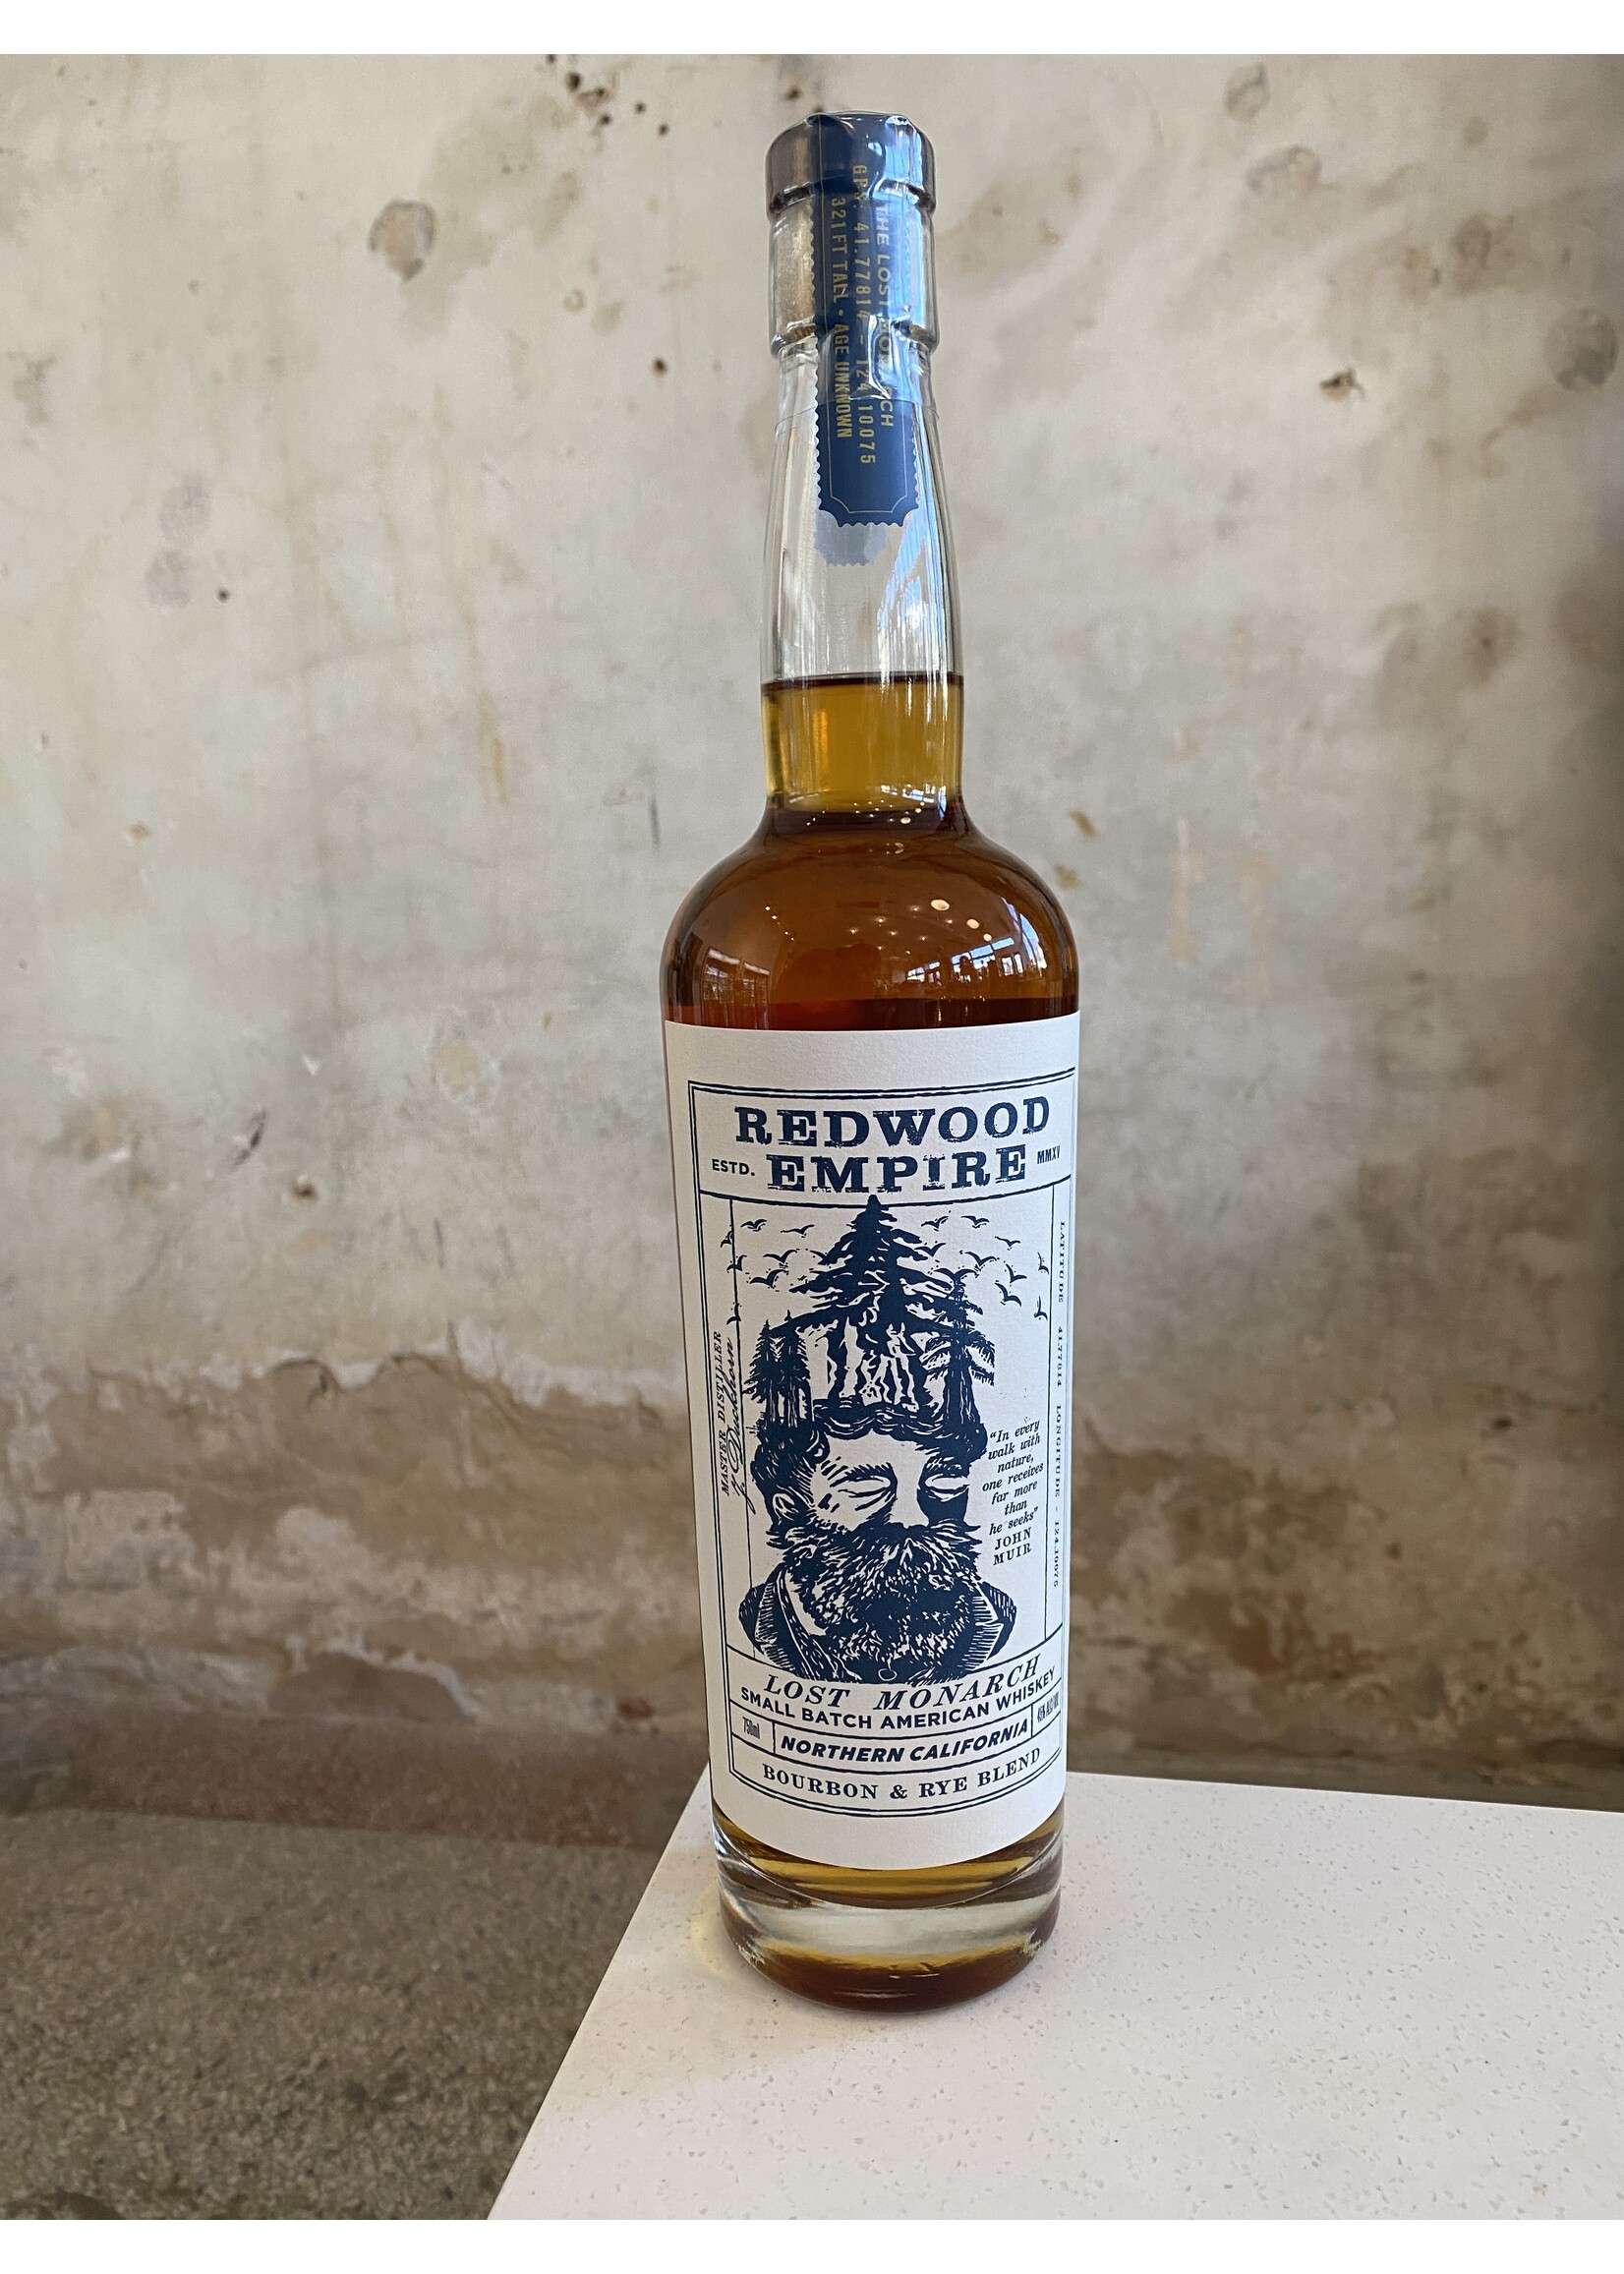 THE LOST MONARCH
GPS: 41.77814 - 124.10075
321 FT TALL • AGE UNKNOWN
REDWOOD
ESTD. EMPIRE MMXV
MASTER DISTILLER
J. Duckhorn
LATITUDE 41.77814 LONGITUDE - 124.10075
“In every
walk with
nature,
one receives
far more
than
he seeks”
JOHN
MUIR
LOST MONARCH
SMALL BATCH AMERICAN WHISKEY
750ml NORTHERN CALIFORNIA
BOURBON & RYE BLEND